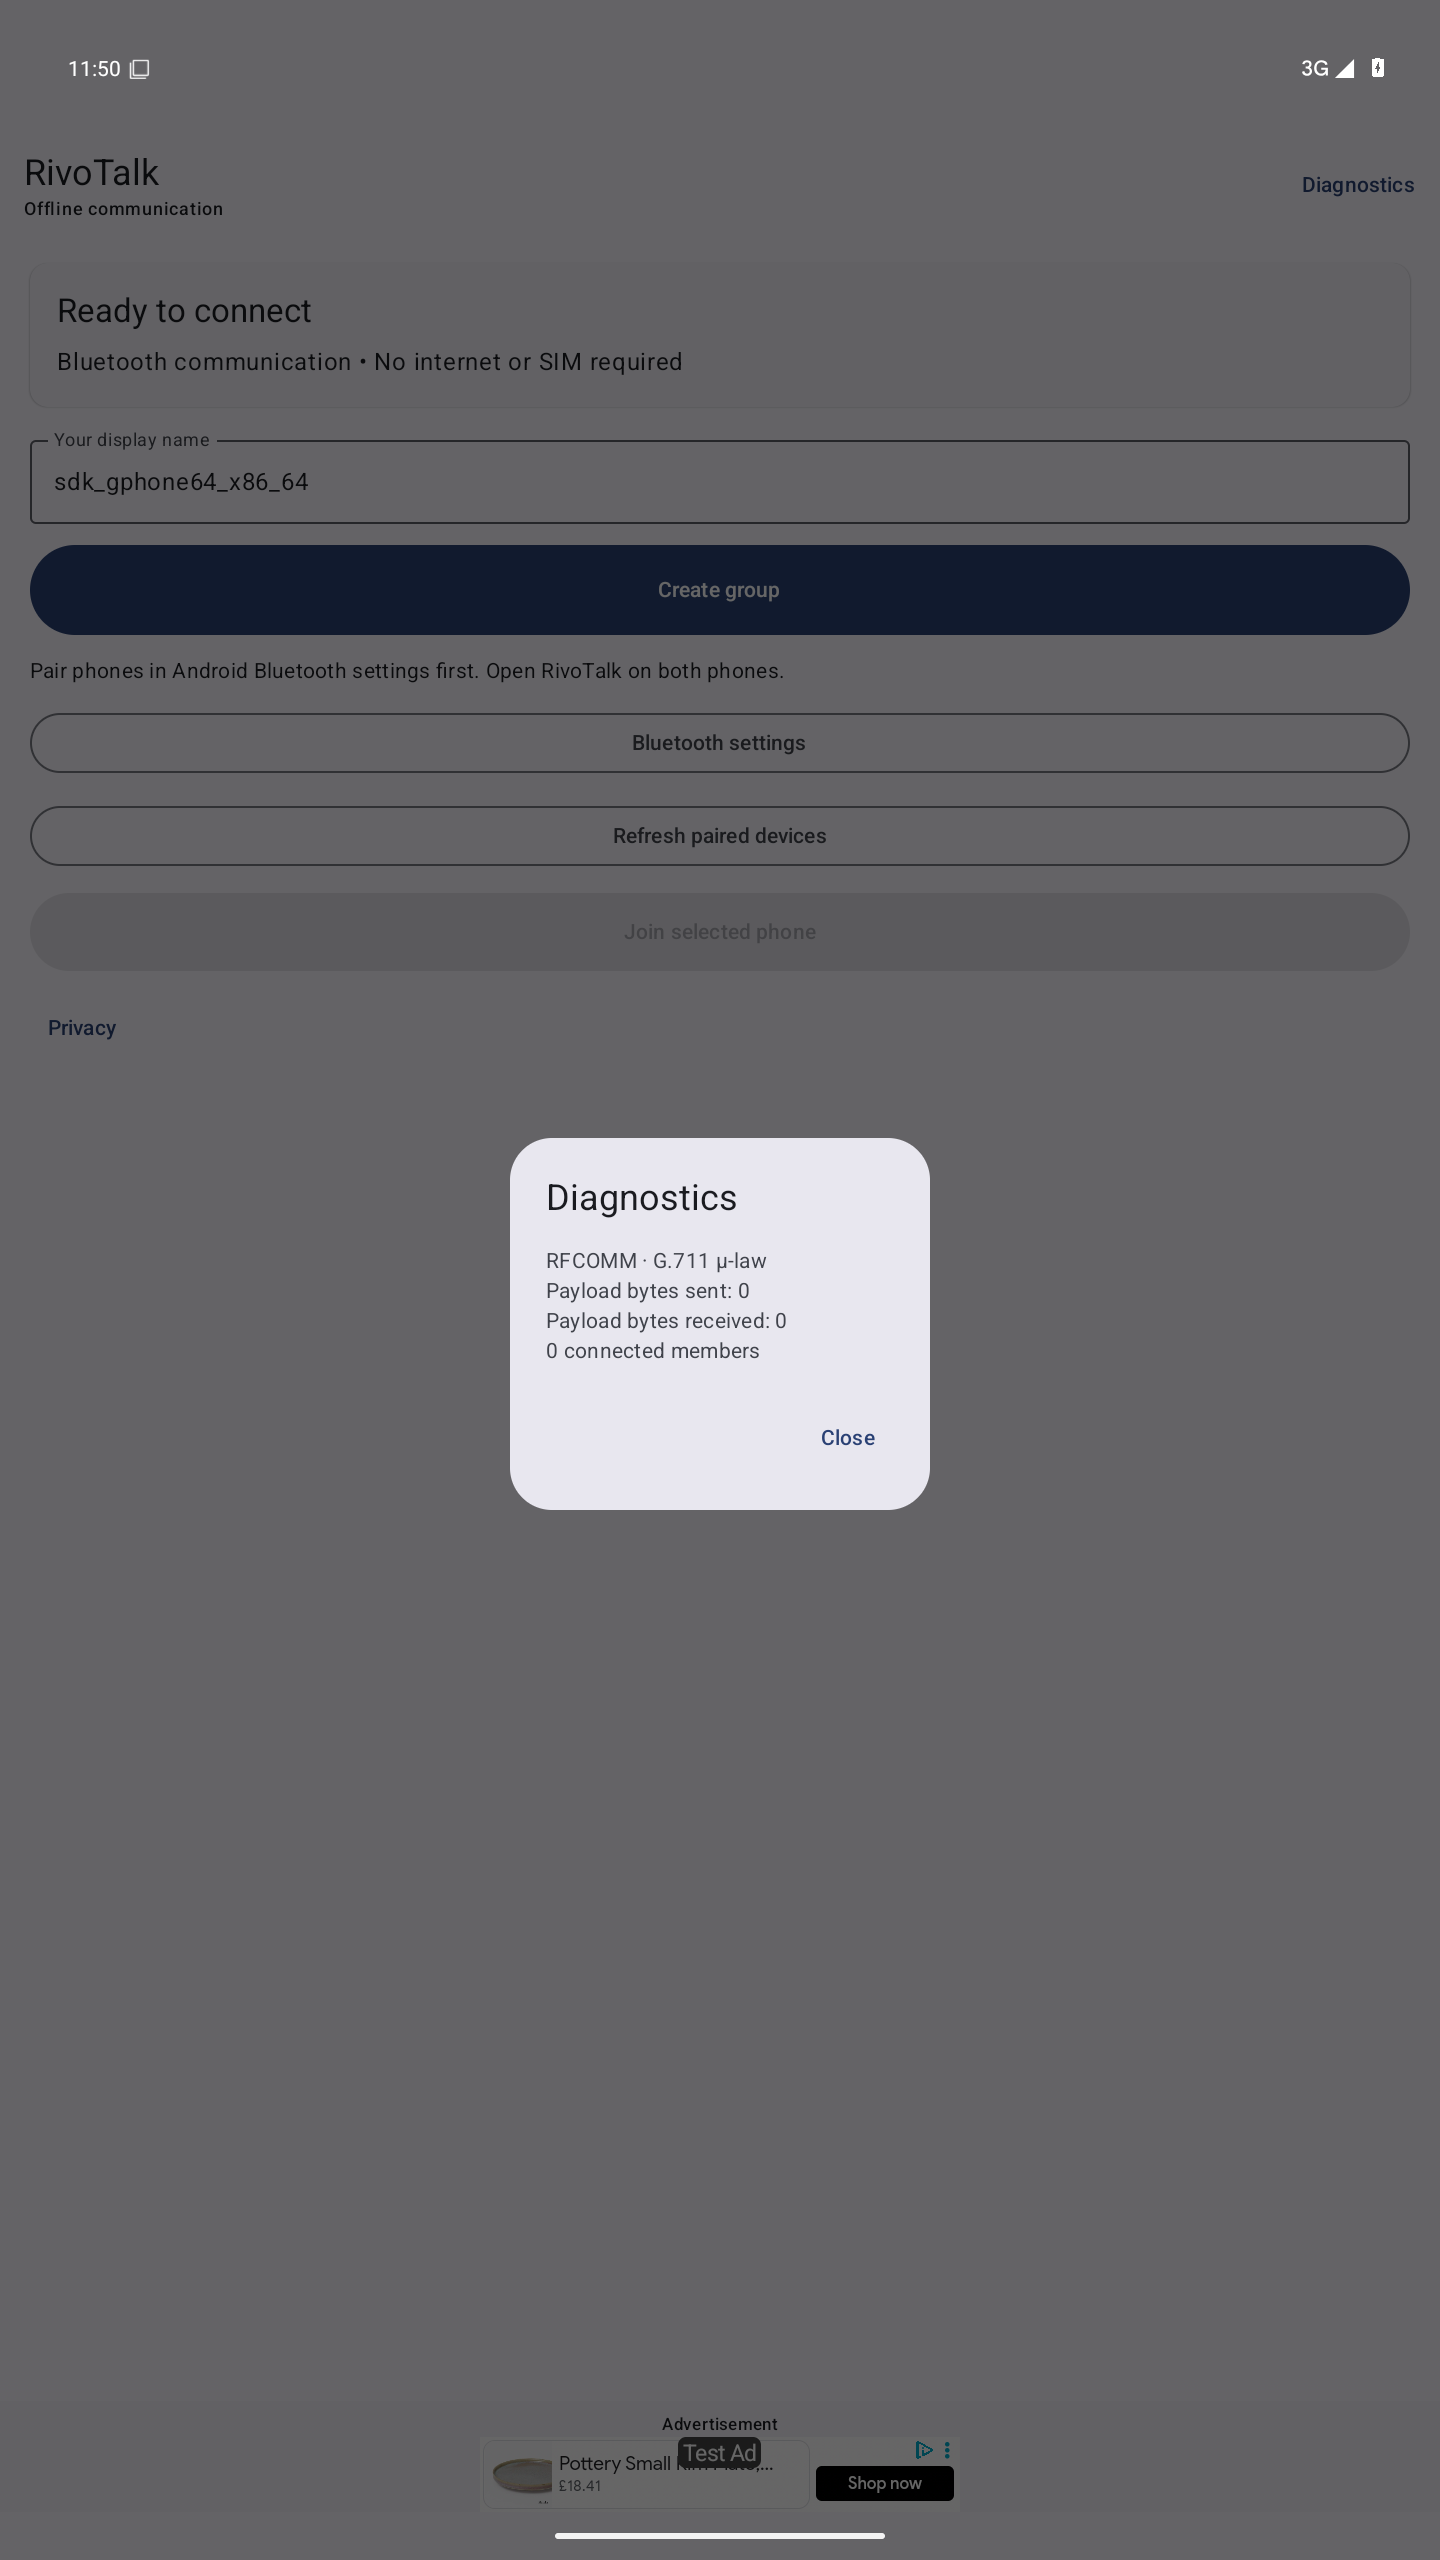 11:50
3G
RivoTalk
Offline communication
Diagnostics
Ready to connect
Bluetooth communication • No internet or SIM required
Your display name
sdk_gphone64_x86_64
Create group
Pair phones in Android Bluetooth settings first. Open RivoTalk on both phones.
Bluetooth settings
Refresh paired devices
Join selected phone
Privacy
Diagnostics
RFCOMM · G.711 µ-law
Payload bytes sent: 0
Payload bytes received: 0
0 connected members
Close
Advertisement
Test Ad
Pottery Small
£18.41
Shop now